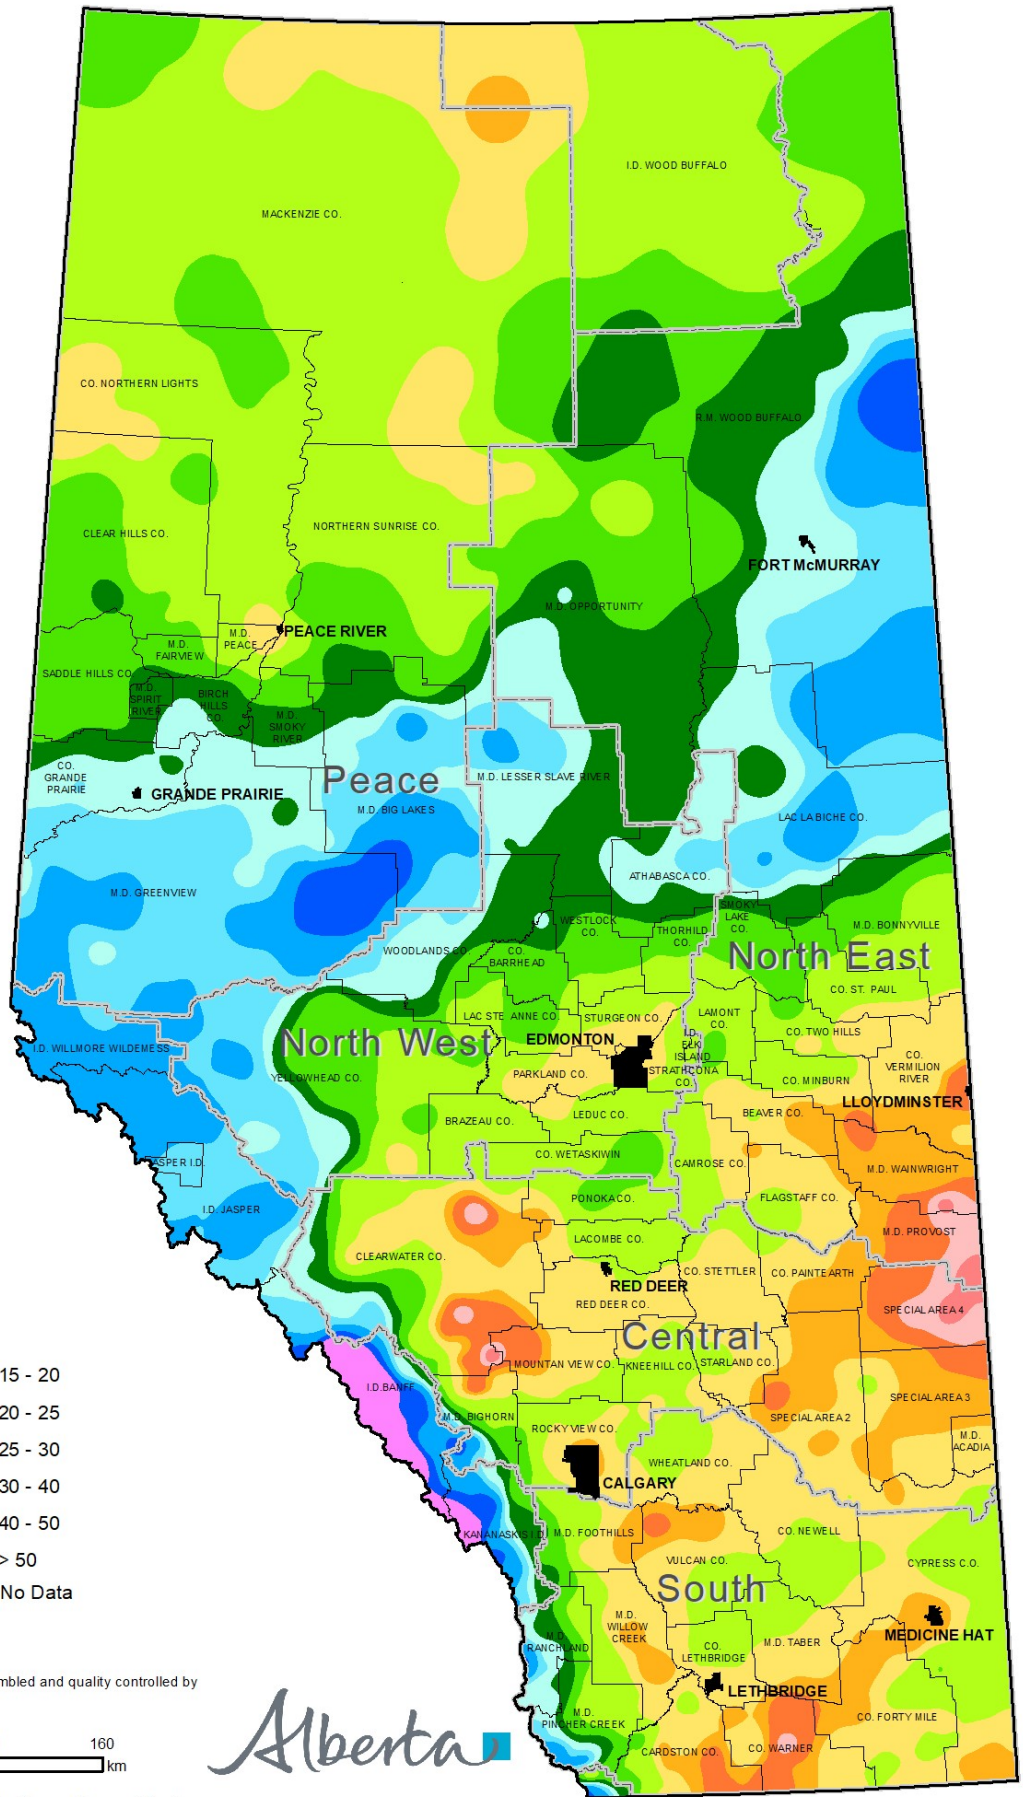 I.D. WOOD BUFFALO
MACKENZIE CO.
CO. NORTHERN LIGHTS
R.M. WOOD BUFFALO
CLEAR HILLS CO.
NORTHERN SUNRISE CO.
FORT McMURRAY
M.D. OPPORTUNITY
M.D.
PEACE
PEACE RIVER
M.D.
FAIRVIEW
SADDLE HILLS CO.
M.D.
SPIRIT
RIVER
BIRCH
HILLS
CO.
M.D.
SMOKY
RIVER
CO.
GRANDE
PRAIRIE
GRANDE PRAIRIE
Peace
M.D. LESSER SLAVE RIVER
M.D. BIG LAKES
LAC LA BICHE CO.
M.D. GREENVIEW
ATHABASCA CO.
WOODLANDS CO.
CO.
BARRHEAD
WESTLOCK
CO.
THORHILD
CO.
SMOKY
LAKE
CO.
M.D. BONNYVILLE
North East
CO. ST. PAUL
North West
LAC STE ANNE CO.
STURGEON CO.
LAMONT
CO.
CO. TWO HILLS
EDMONTON
I.D.
ELK
ISLAND
I.D. WILLMORE WILDERNESS
YELLOWHEAD CO.
PARKLAND CO.
STRATHCONA
CO.
CO. MINBURN
CO.
VERMILION
RIVER
LLOYDMINSTER
BRAZEAU CO.
LEDUC CO.
BEAVER CO.
JASPER I.D.
CO. WETASKIWIN
CAMROSE CO.
M.D. WAINWRIGHT
I.D. JASPER
PONOKA CO.
FLAGSTAFF CO.
M.D. PROVOST
CLEARWATER CO.
LACOMBE CO.
RED DEER
CO. STETTLER
CO. PAINTEARTH
RED DEER CO.
SPECIAL AREA 4
Central
MOUNTAN VIEW CO.
KNEEHILL CO.
STARLAND CO.
I.D. BANFF
15 - 20
20 - 25
25 - 30
30 - 40
40 - 50
> 50
No Data
M.D. BIGHORN
ROCKY VIEW CO.
SPECIAL AREA 2
SPECIAL AREA 3
M.D.
ACADIA
WHEATLAND CO.
CALGARY
KANANASKIS I.D.
M.D. FOOTHILLS
CO. NEWELL
VULCAN CO.
CYPRESS C.O.
South
M.D.
WILLOW
CREEK
M.D.
RANCHLAND
CO.
LETHBRIDGE
M.D. TABER
MEDICINE HAT
LETHBRIDGE
M.D.
PINCHER CREEK
CO. FORTY MILE
CARDSTON CO.
CO. WARNER
mbled and quality controlled by
160
km
Alberta